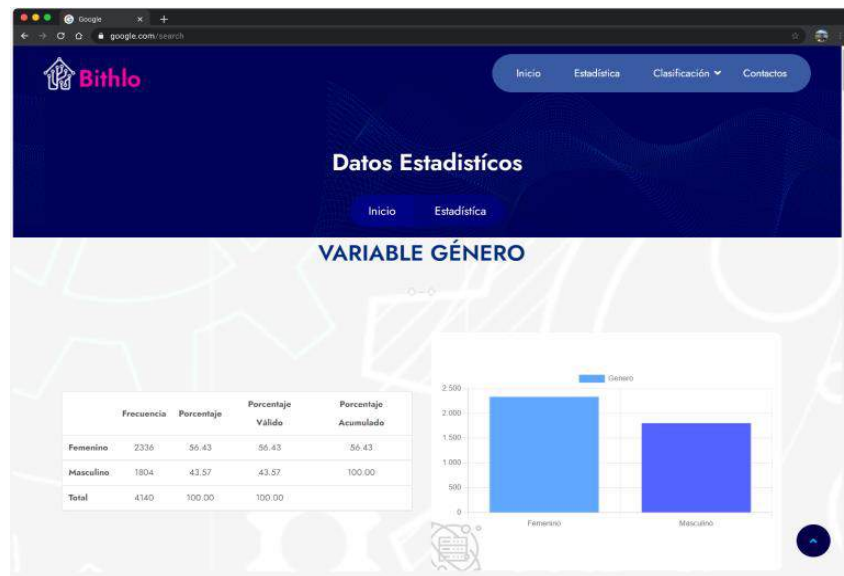 Google
google.com/search
Bithlo
Inicio Estadística Clasificación Contactos
Datos Estadistícos
Inicio Estadística
VARIABLE GÉNERO
Genero
2.500
2.000
1.500
1.000
500
0
Femenino Masculino
Frecuencia Porcentaje Porcentaje Válido Porcentaje Acumulado
Femenino 2336 56.43 56.43 56.43
Masculino 1804 43.57 43.57 100.00
Total 4140 100.00 100.00